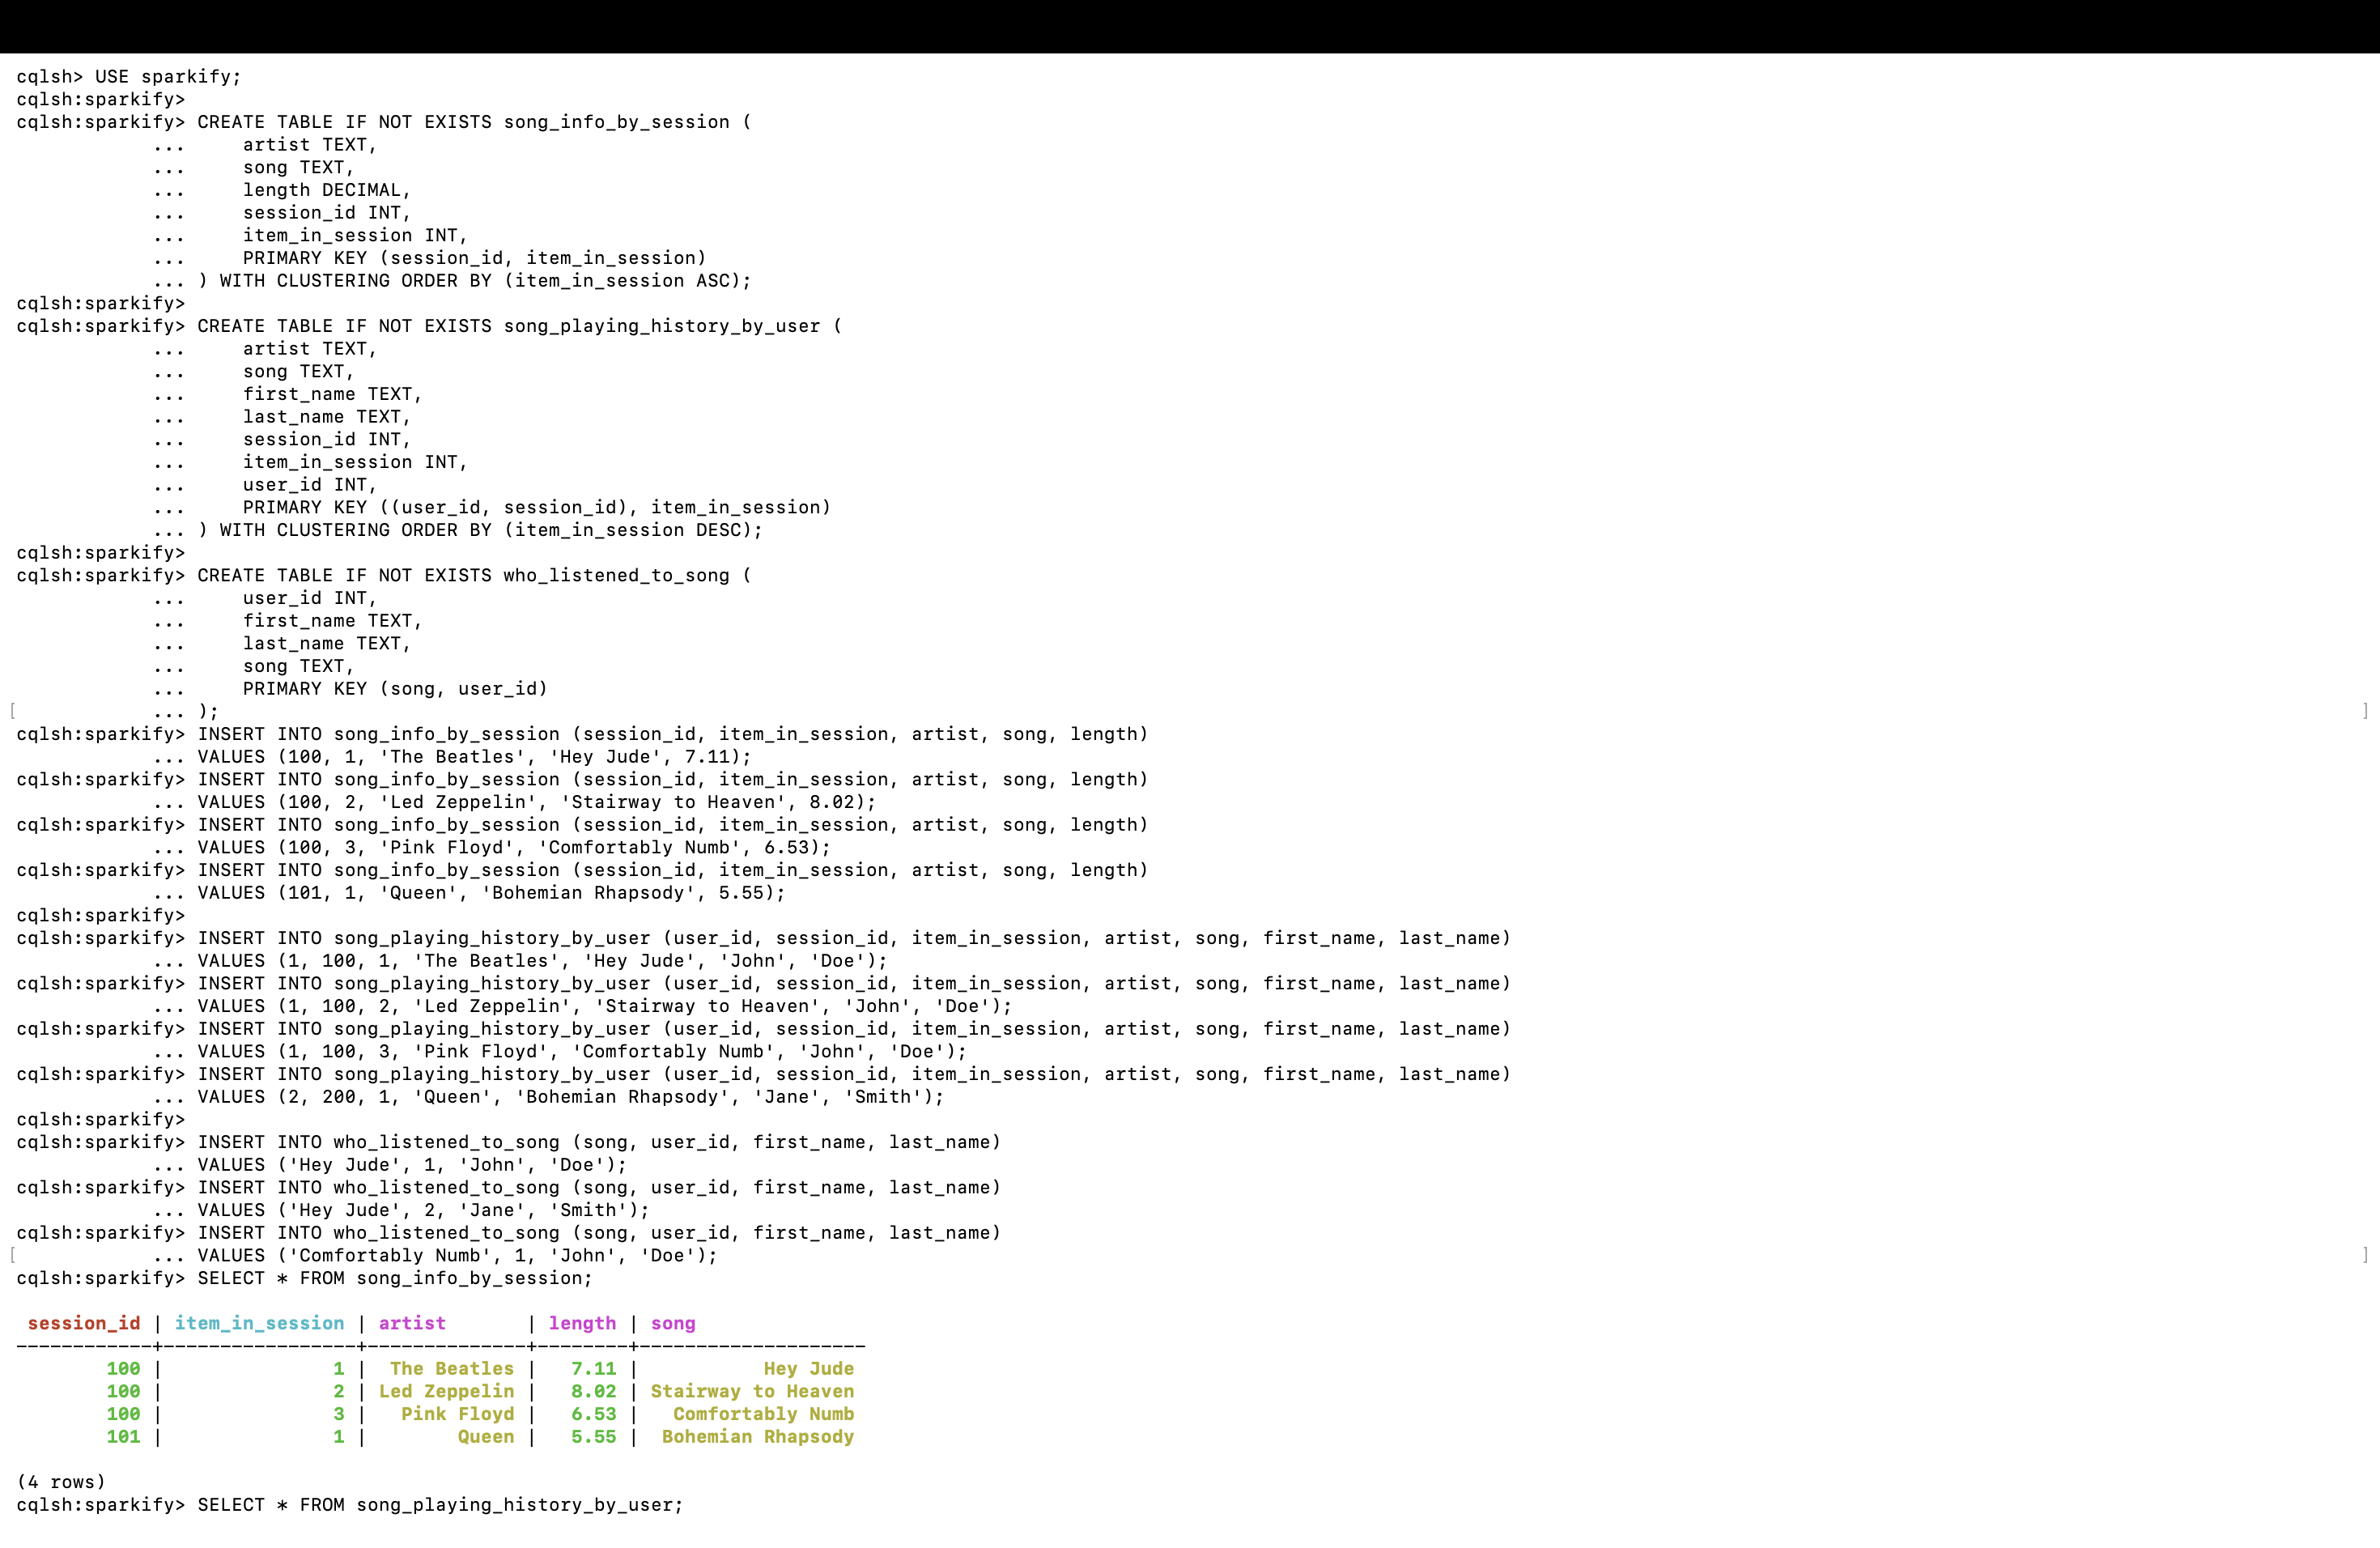 cqlsh> USE sparkify;
cqlsh:sparkify>
cqlsh:sparkify> CREATE TABLE IF NOT EXISTS song_info_by_session (
            ...     artist TEXT,
            ...     song TEXT,
            ...     length DECIMAL,
            ...     session_id INT,
            ...     item_in_session INT,
            ...     PRIMARY KEY (session_id, item_in_session)
            ... ) WITH CLUSTERING ORDER BY (item_in_session ASC);
cqlsh:sparkify>
cqlsh:sparkify> CREATE TABLE IF NOT EXISTS song_playing_history_by_user (
            ...     artist TEXT,
            ...     song TEXT,
            ...     first_name TEXT,
            ...     last_name TEXT,
            ...     session_id INT,
            ...     item_in_session INT,
            ...     user_id INT,
            ...     PRIMARY KEY ((user_id, session_id), item_in_session)
            ... ) WITH CLUSTERING ORDER BY (item_in_session DESC);
cqlsh:sparkify>
cqlsh:sparkify> CREATE TABLE IF NOT EXISTS who_listened_to_song (
            ...     user_id INT,
            ...     first_name TEXT,
            ...     last_name TEXT,
            ...     song TEXT,
            ...     PRIMARY KEY (song, user_id)
[           ... ); ]
cqlsh:sparkify> INSERT INTO song_info_by_session (session_id, item_in_session, artist, song, length)
            ... VALUES (100, 1, 'The Beatles', 'Hey Jude', 7.11);
cqlsh:sparkify> INSERT INTO song_info_by_session (session_id, item_in_session, artist, song, length)
            ... VALUES (100, 2, 'Led Zeppelin', 'Stairway to Heaven', 8.02);
cqlsh:sparkify> INSERT INTO song_info_by_session (session_id, item_in_session, artist, song, length)
            ... VALUES (100, 3, 'Pink Floyd', 'Comfortably Numb', 6.53);
cqlsh:sparkify> INSERT INTO song_info_by_session (session_id, item_in_session, artist, song, length)
            ... VALUES (101, 1, 'Queen', 'Bohemian Rhapsody', 5.55);
cqlsh:sparkify>
cqlsh:sparkify> INSERT INTO song_playing_history_by_user (user_id, session_id, item_in_session, artist, song, first_name, last_name)
            ... VALUES (1, 100, 1, 'The Beatles', 'Hey Jude', 'John', 'Doe');
cqlsh:sparkify> INSERT INTO song_playing_history_by_user (user_id, session_id, item_in_session, artist, song, first_name, last_name)
            ... VALUES (1, 100, 2, 'Led Zeppelin', 'Stairway to Heaven', 'John', 'Doe');
cqlsh:sparkify> INSERT INTO song_playing_history_by_user (user_id, session_id, item_in_session, artist, song, first_name, last_name)
            ... VALUES (1, 100, 3, 'Pink Floyd', 'Comfortably Numb', 'John', 'Doe');
cqlsh:sparkify> INSERT INTO song_playing_history_by_user (user_id, session_id, item_in_session, artist, song, first_name, last_name)
            ... VALUES (2, 200, 1, 'Queen', 'Bohemian Rhapsody', 'Jane', 'Smith');
cqlsh:sparkify>
cqlsh:sparkify> INSERT INTO who_listened_to_song (song, user_id, first_name, last_name)
            ... VALUES ('Hey Jude', 1, 'John', 'Doe');
cqlsh:sparkify> INSERT INTO who_listened_to_song (song, user_id, first_name, last_name)
            ... VALUES ('Hey Jude', 2, 'Jane', 'Smith');
cqlsh:sparkify> INSERT INTO who_listened_to_song (song, user_id, first_name, last_name)
[           ... VALUES ('Comfortably Numb', 1, 'John', 'Doe'); ]
cqlsh:sparkify> SELECT * FROM song_info_by_session;
 session_id | item_in_session | artist       | length | song
------------+-----------------+--------------+--------+--------------------
        100 |               1 |  The Beatles |   7.11 |           Hey Jude
        100 |               2 | Led Zeppelin |   8.02 | Stairway to Heaven
        100 |               3 |   Pink Floyd |   6.53 |   Comfortably Numb
        101 |               1 |        Queen |   5.55 |  Bohemian Rhapsody
(4 rows)
cqlsh:sparkify> SELECT * FROM song_playing_history_by_user;